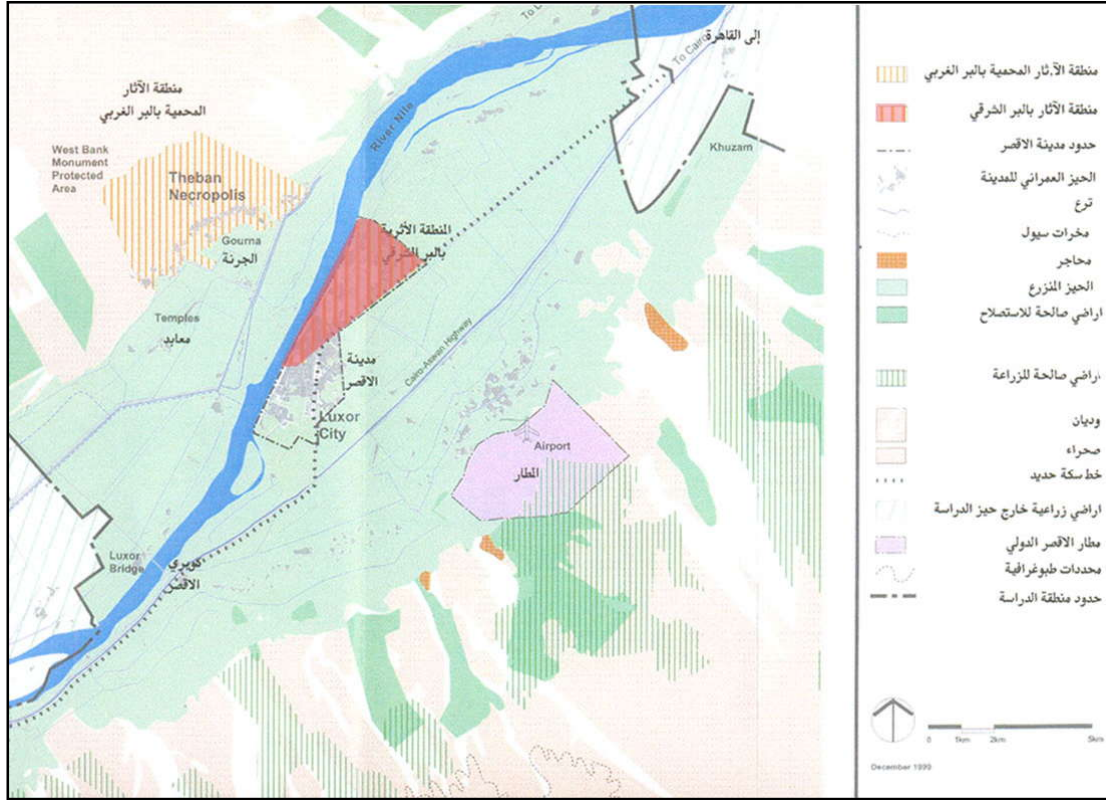 To Cairo
إلى القاهرة
To Cairo
River Nile
منطقة الآثار
المحمية بالبر الغربي
West Bank
Monument
Protected
Area
Theban
Necropolis
Khuzam
Gourna
الجرنة
المنطقة الأثرية
بالبر الشرقي
Temples
معابد
Cairo-Aswan Highway
مدينة
الاقصر
Luxor
City
Airport
المطار
Luxor
Bridge
كوبري
الاقصر
منطقة الآثار المحمية بالبر الغربي
منطقة الآثار بالبر الشرقي
حدود مدينة الاقصر
الحيز العمراني للمدينة
ترع
مخرات سيول
محاجر
الحيز المنزرع
اراضي صالحة للاستصلاح
اراضي صالحة للزراعة
وديان
صحراء
خط سكة حديد
اراضي زراعية خارج حيز الدراسة
مطار الاقصر الدولي
محددات طبوغرافية
حدود منطقة الدراسة
0 1km 2km 5km
December 1999